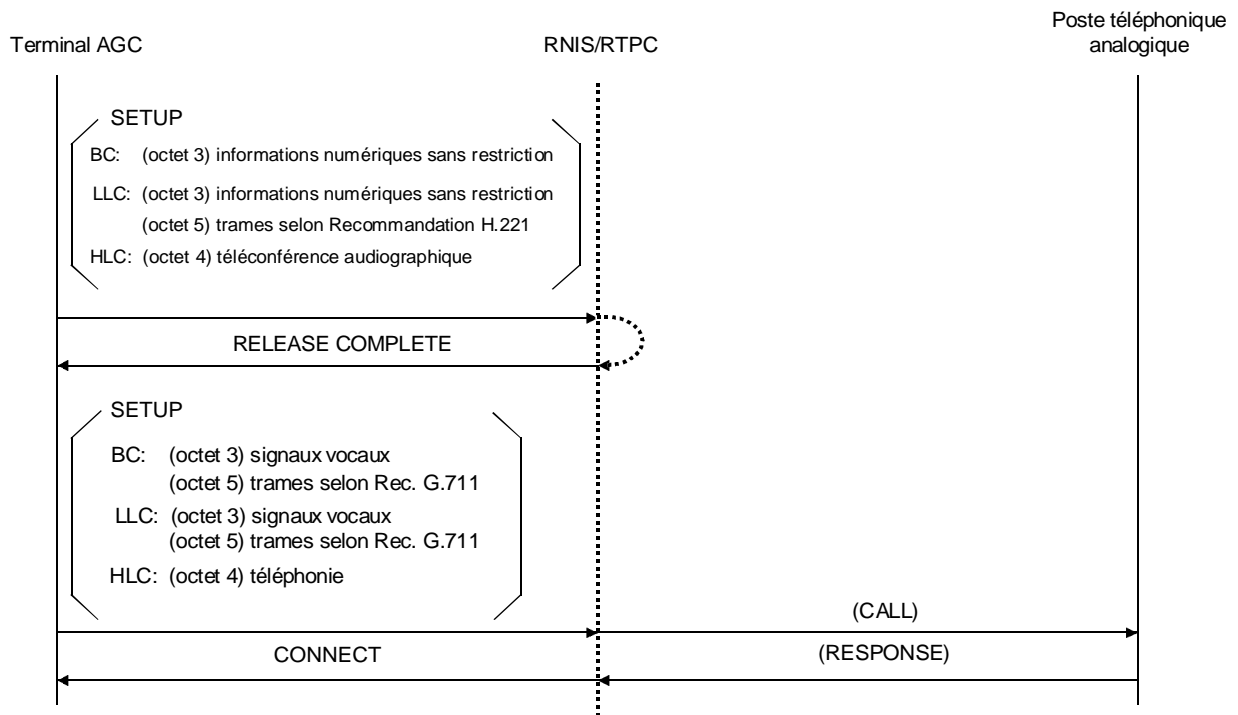 Terminal AGC
RNIS/RTPC
Poste téléphonique
analogique
SETUP
BC: (octet 3) informations numériques sans restriction
LLC: (octet 3) informations numériques sans restriction
(octet 5) trames selon Recommandation H.221
HLC: (octet 4) téléconférence audiographique
RELEASE COMPLETE
SETUP
BC: (octet 3) signaux vocaux
(octet 5) trames selon Rec. G.711
LLC: (octet 3) signaux vocaux
(octet 5) trames selon Rec. G.711
HLC: (octet 4) téléphonie
(CALL)
CONNECT
(RESPONSE)